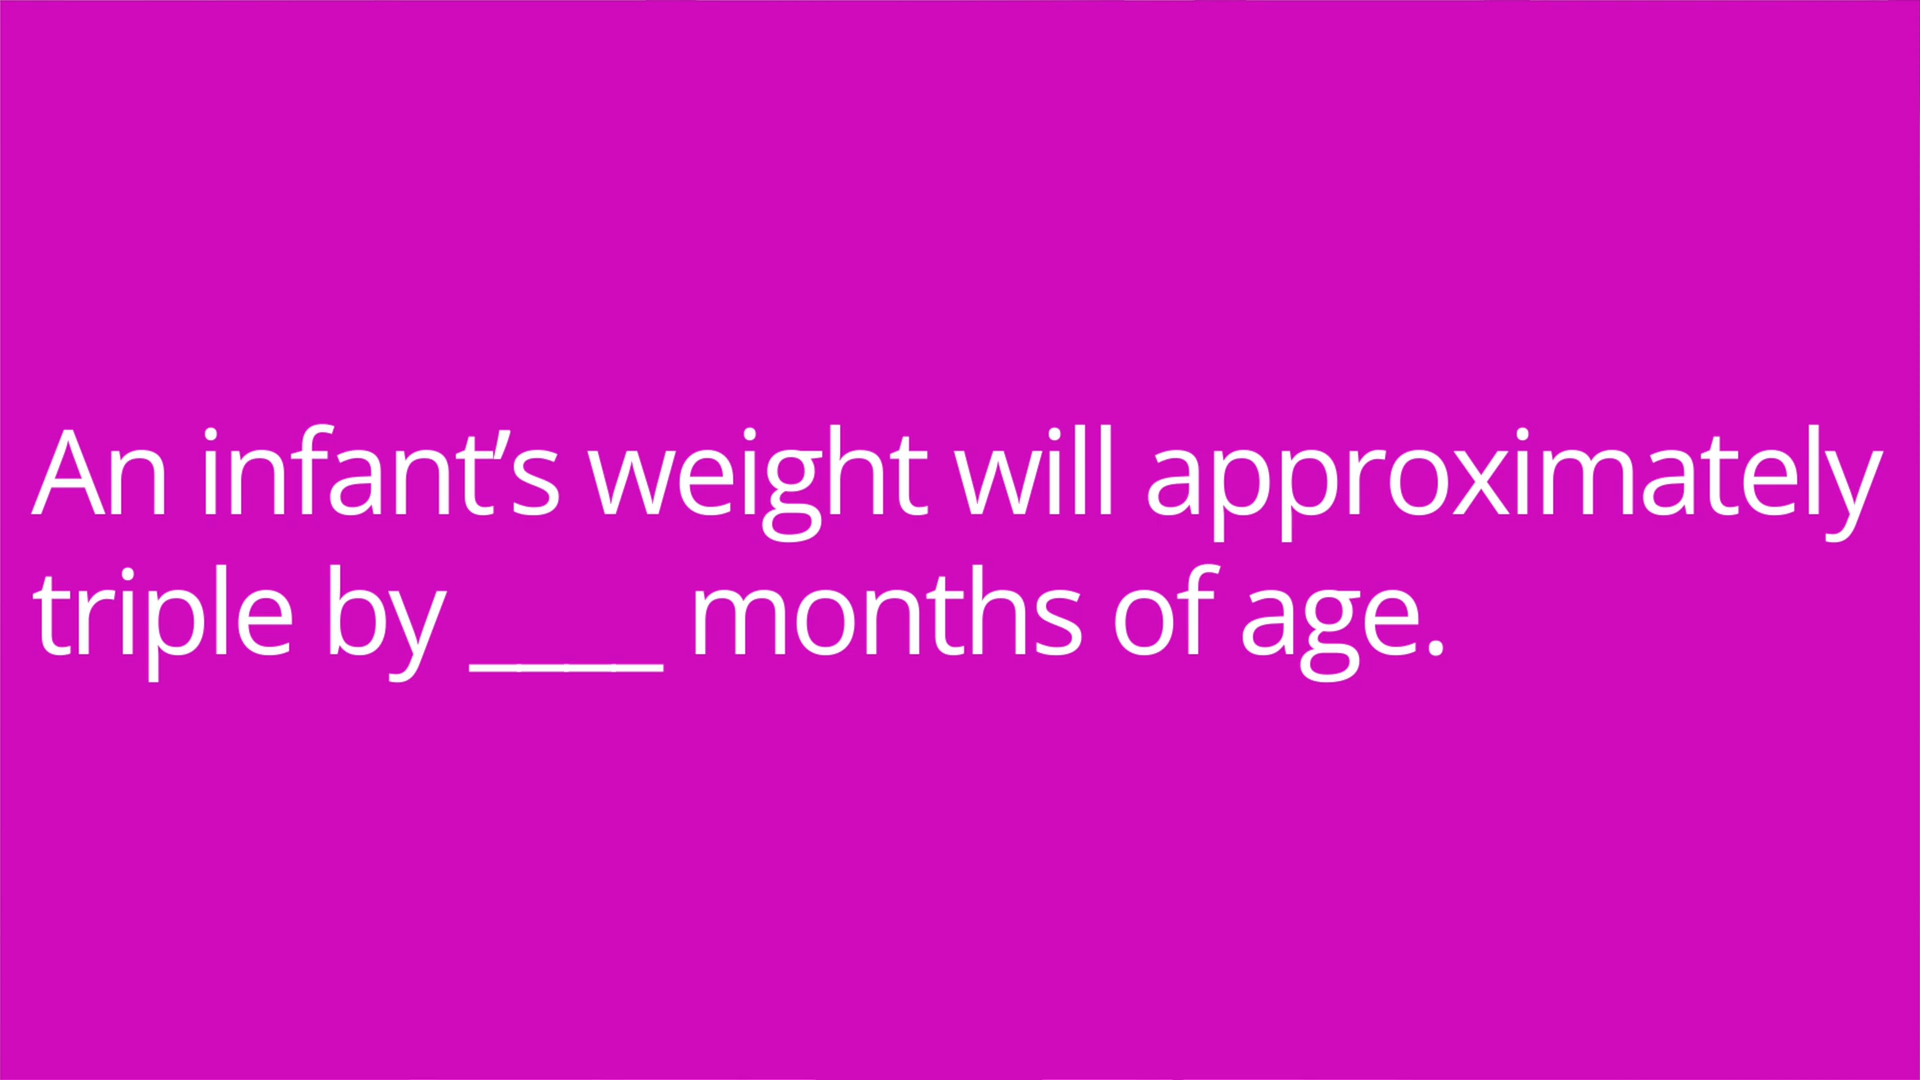 An infant’s weight will approximately
triple by ____ months of age.